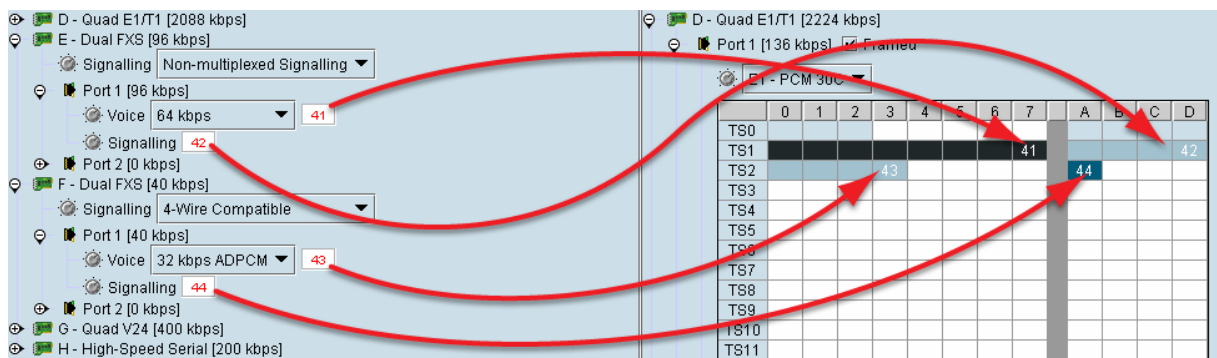 D - Quad E1/T1 [2088 kbps]
E - Dual FXS [96 kbps]
Signalling Non-multiplexed Signalling
Port 1 [96 kbps]
Voice 64 kbps 41
Signalling 42
Port 2 [0 kbps]
F - Dual FXS [40 kbps]
Signalling 4-Wire Compatible
Port 1 [40 kbps]
Voice 32 kbps ADPCM 43
Signalling 44
Port 2 [0 kbps]
G - Quad V24 [400 kbps]
H - High-Speed Serial [200 kbps]
D - Quad E1/T1 [2224 kbps]
Port 1 [136 kbps] Framed
E1 - PCM 30C
0 1 2 3 4 5 6 7 A B C D
TS0
TS1 41 42
TS2 43 44
TS3
TS4
TS5
TS6
TS7
TS8
TS9
TS10
TS11